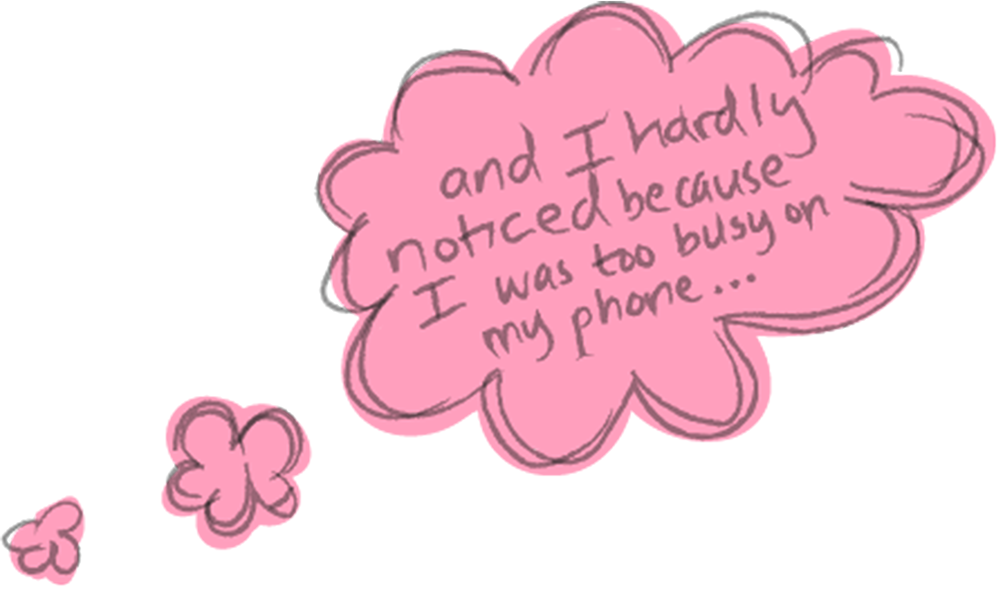 and I hardly
noticed because
I was too busy on
my phone...